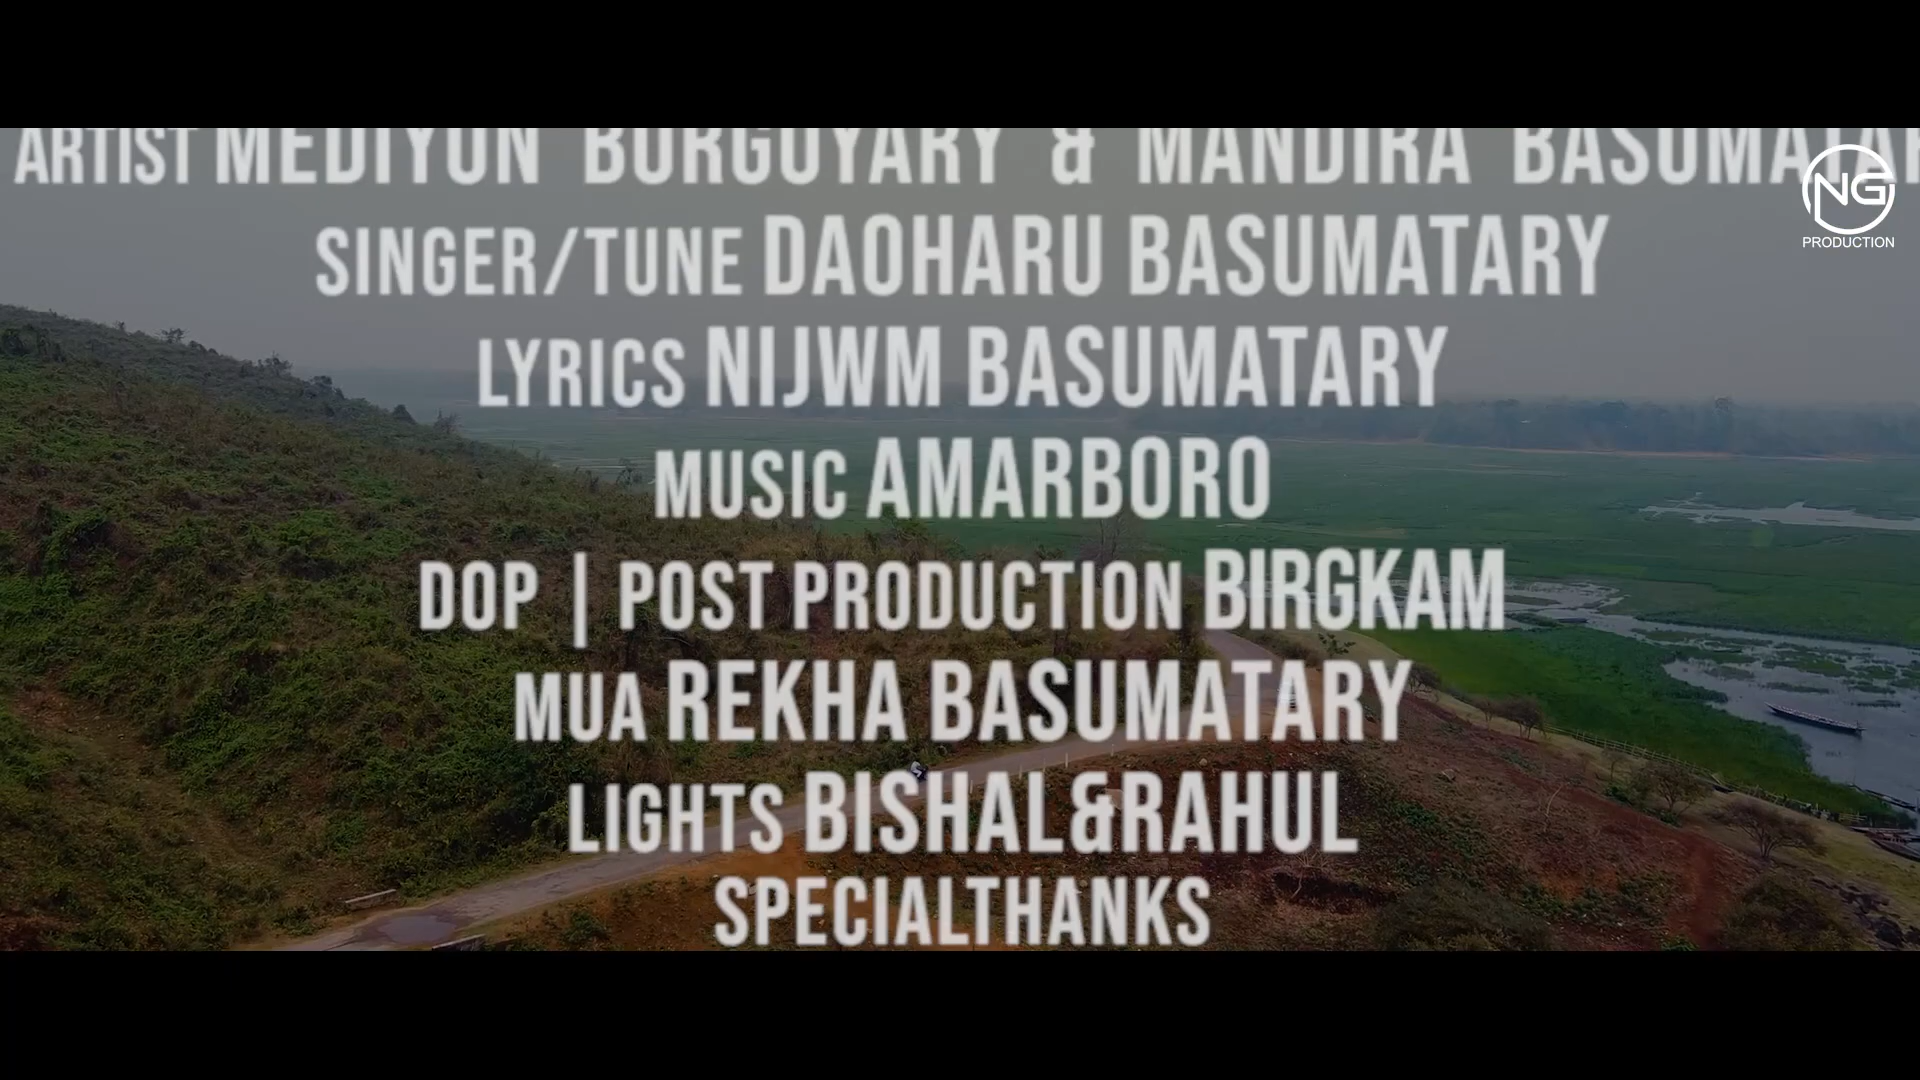 ARTIST MEDIYON BORGOYARY & MANDIRA
NG
PRODUCTION
SINGER/TUNE DAOHARU BASUMATARY
LYRICS NIJWM BASUMATARY
MUSIC AMARBORO
DOP | POST PRODUCTION BIRGKAM
MUA REKHA BASUMATARY
LIGHTS BISHAL&RAHUL
SPECIALTHANKS